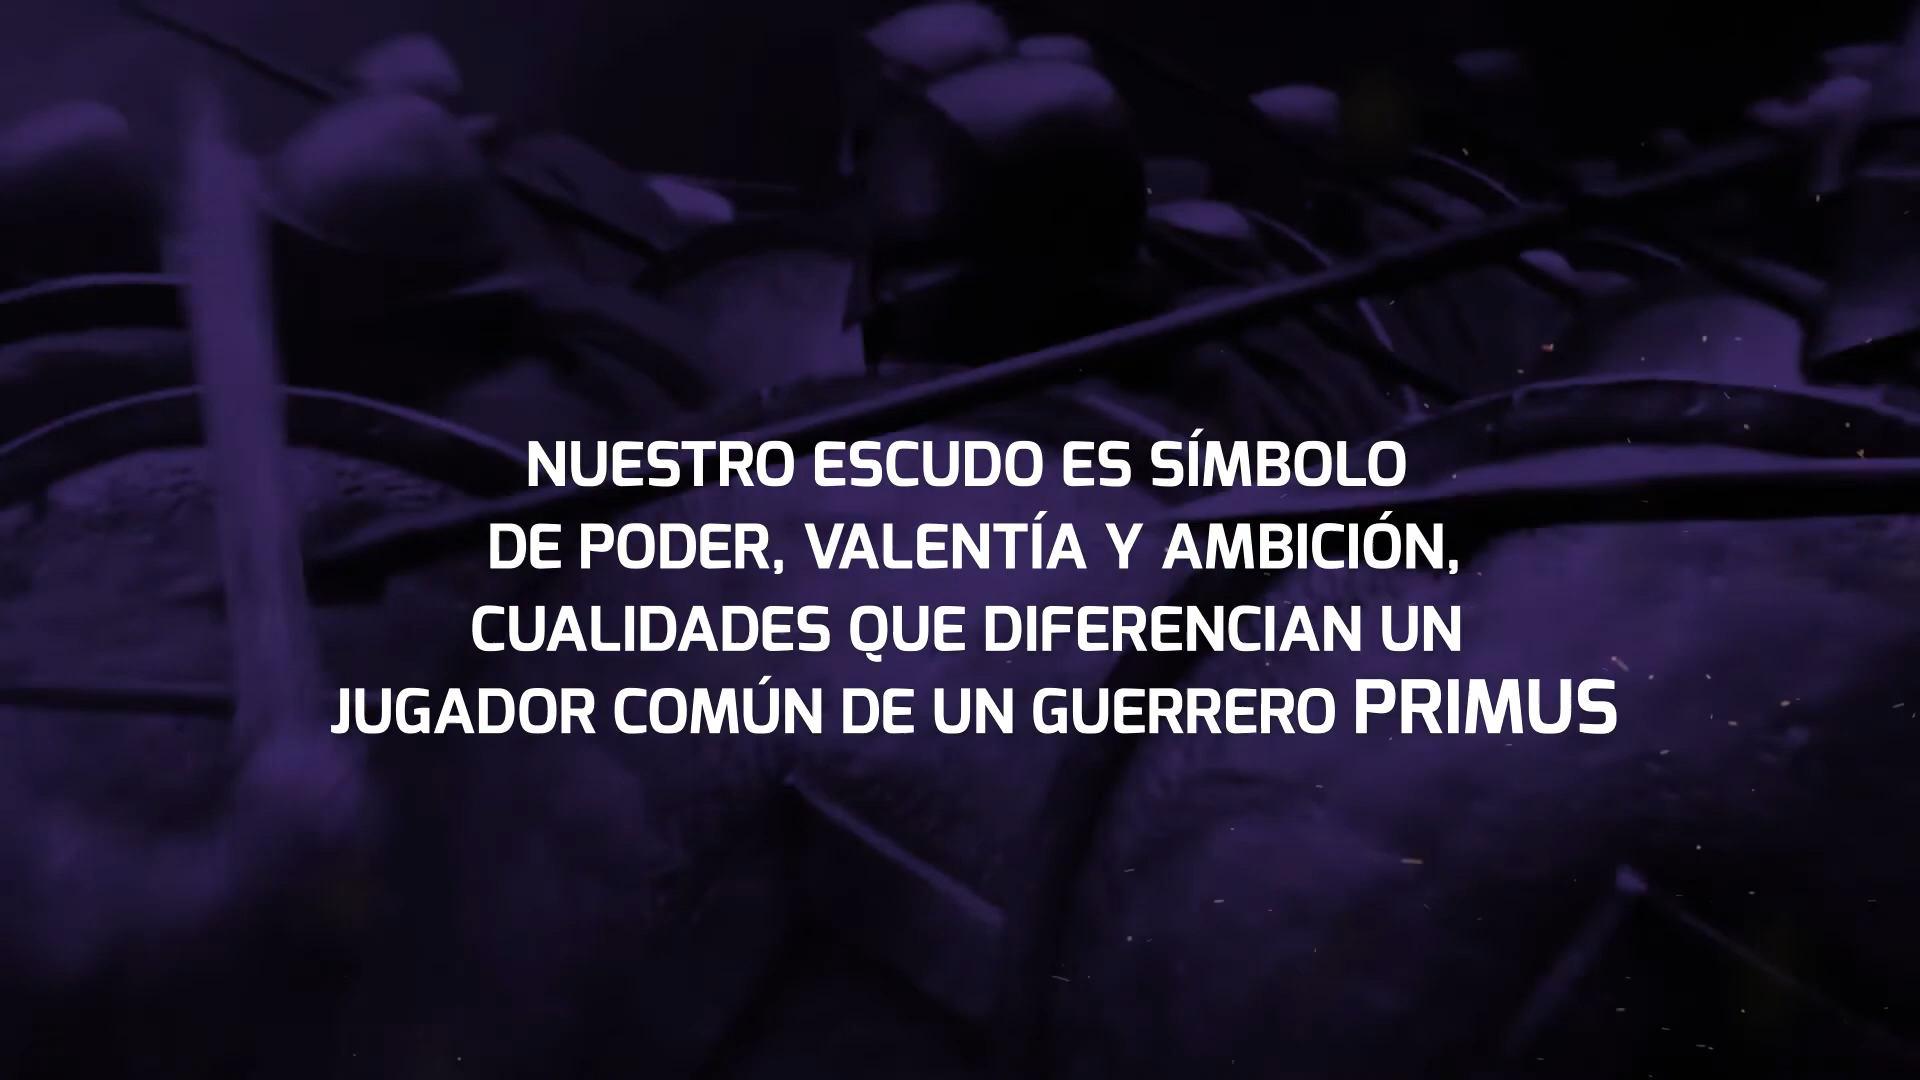 NUESTRO ESCUDO ES SÍMBOLO
DE PODER, VALENTÍA Y AMBICIÓN,
CUALIDADES QUE DIFERENCIAN UN
JUGADOR COMÚN DE UN GUERRERO PRIMUS